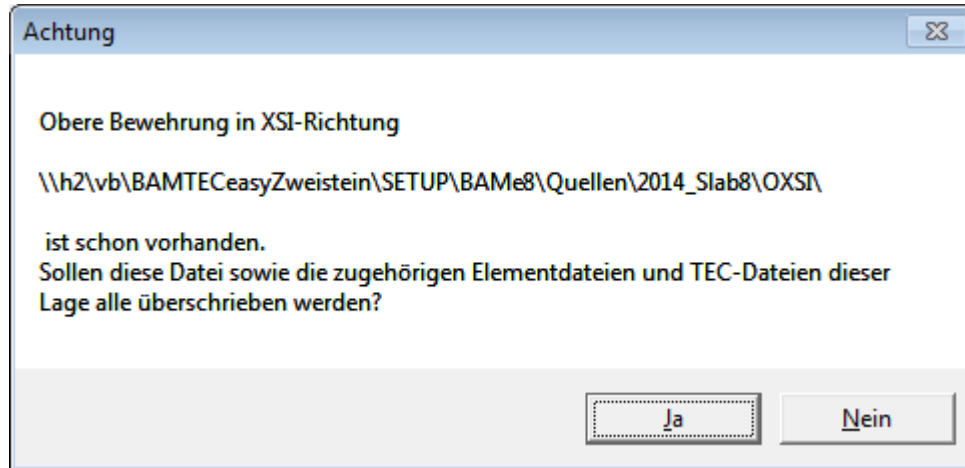 Achtung
Obere Bewehrung in XSI-Richtung
\\h2\vb\BAMTECeasyZweistein\SETUP\BAMe8\Quellen\2014_Slab8\OXSI\
ist schon vorhanden.
Sollen diese Datei sowie die zugehörigen Elementdateien und TEC-Dateien dieser
Lage alle überschrieben werden?
Ja
Nein